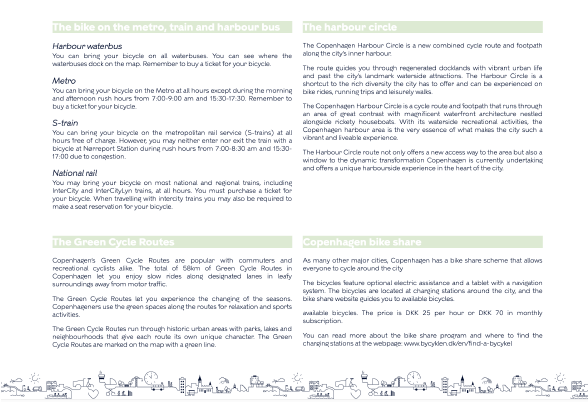 The bike on the metro, train and harbour bus
Harbour waterbus
You can bring your bicycle on all waterbuses. You can see where the
waterbuses dock on the map. Remember to buy a ticket for your bicycle.
Metro
You can bring your bicycle on the Metro at all hours except during the morning
and afternoon rush hours from 7:00-9:00 am and 15:30-17:30. Remember to
buy a ticket for your bicycle.
S-train
You can bring your bicycle on the metropolitan rail service (S-trains) at all
hours free of charge. However, you may neither enter nor exit the train with a
bicycle at Nørreport Station during rush hours from 7:00-8:30 am and 15:30-
17:00 due to congestion.
National rail
You may bring your bicycle on most national and regional trains, including
InterCity and InterCityLyn trains, at all hours. You must purchase a ticket for
your bicycle. When travelling with intercity trains you may also be required to
make a seat reservation for your bicycle.
The harbour circle
The Copenhagen Harbour Circle is a new combined cycle route and footpath
along the city's inner harbour.
The route guides you through regenerated docklands with vibrant urban life
and past the city's landmark waterside attractions. The Harbour Circle is a
shortcut to the rich diversity the city has to offer and can be experienced on
bike rides, running trips and leisurely walks.
The Copenhagen Harbour Circle is a cycle route and footpath that runs through
an area of great contrast with magnificent waterfront architecture nestled
alongside rickety houseboats. With its waterside recreational activities, the
Copenhagen harbour area is the very essence of what makes the city such a
vibrant and liveable experience.
The Harbour Circle route not only offers a new access way to the area but also a
window to the dynamic transformation Copenhagen is currently undertaking
and offers a unique harbourside experience in the heart of the city.
The Green Cycle Routes
Copenhagen's Green Cycle Routes are popular with commuters and
recreational cyclists alike. The total of 58km of Green Cycle Routes in
Copenhagen let you enjoy slow rides along designated lanes in leafy
surroundings away from motor traffic.
The Green Cycle Routes let you experience the changing of the seasons.
Copenhageners use the green spaces along the routes for relaxation and sports
activities.
The Green Cycle Routes run through historic urban areas with parks, lakes and
neighbourhoods that give each route its own unique character. The Green
Cycle Routes are marked on the map with a green line.
Copenhagen bike share
As many other major cities, Copenhagen has a bike share scheme that allows
everyone to cycle around the city
The bicycles feature optional electric assistance and a tablet with a navigation
system. The bicycles are located at charging stations around the city, and the
bike share website guides you to available bicycles.
available bicycles. The price is DKK 25 per hour or DKK 70 in monthly
subscription.
You can read more about the bike share program and where to find the
charging stations at the webpage: www.bycyklen.dk/en/find-a-bycykel